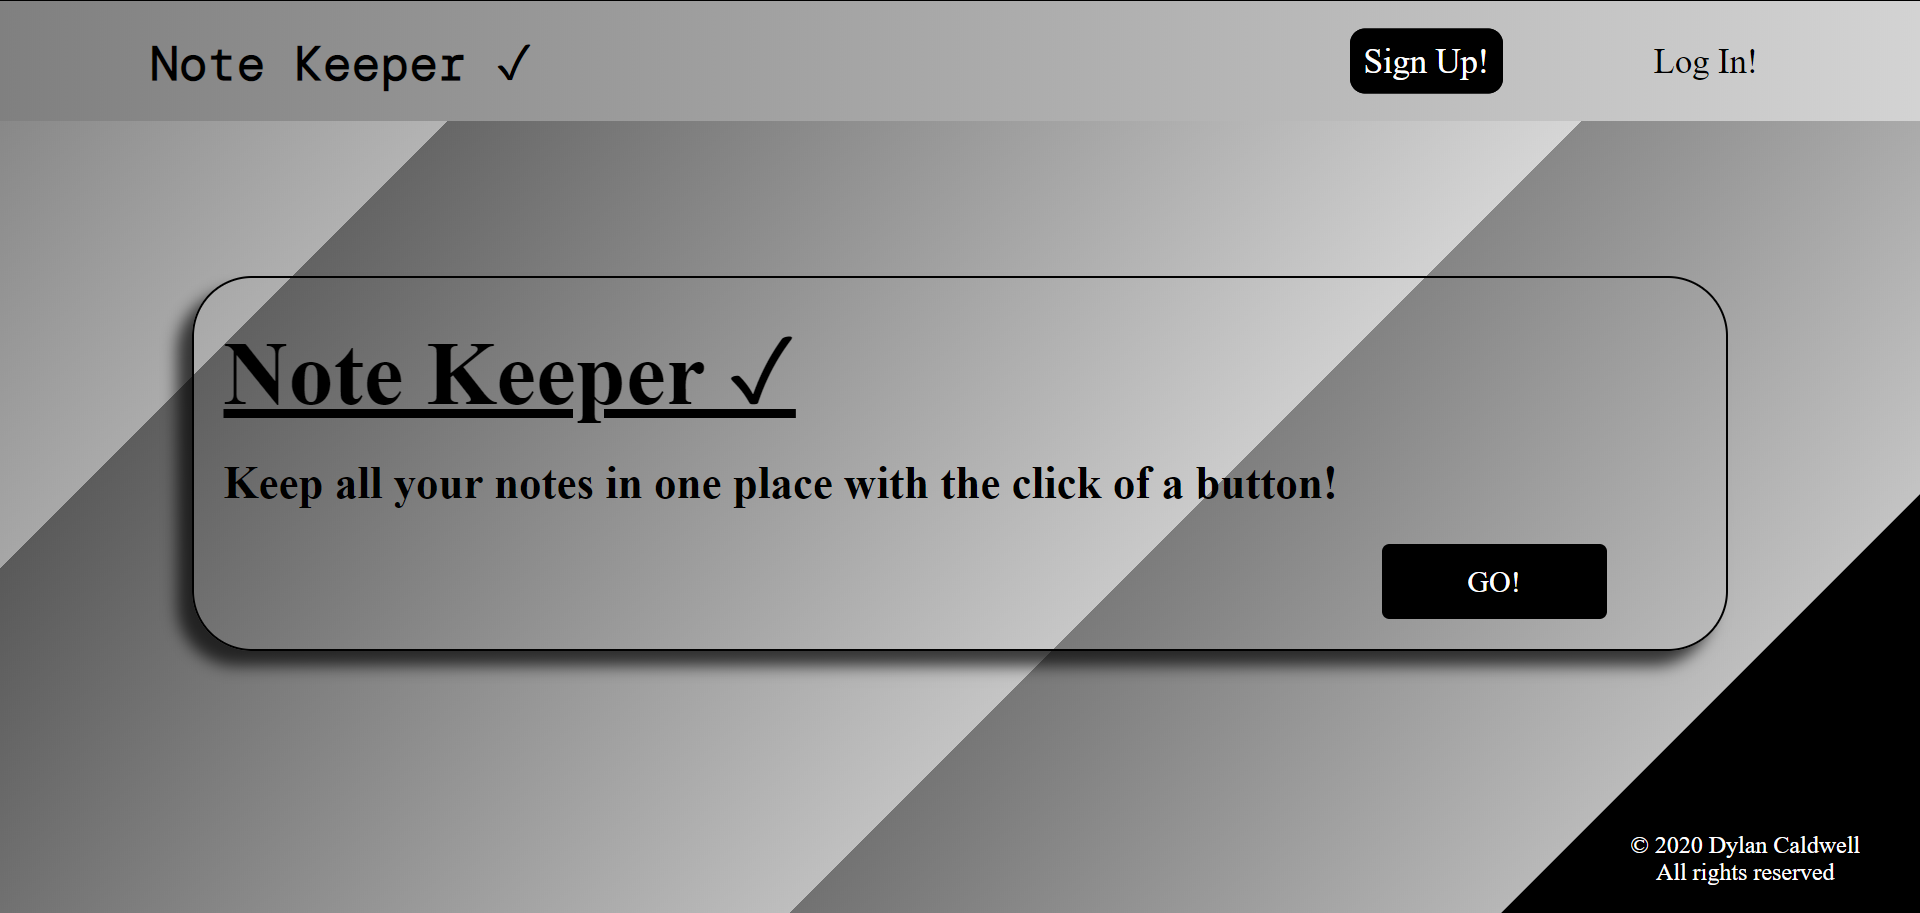 Note Keeper ✓
Sign Up!
Log In!
Note Keeper ✓
Keep all your notes in one place with the click of a button!
GO!
© 2020 Dylan Caldwell
All rights reserved